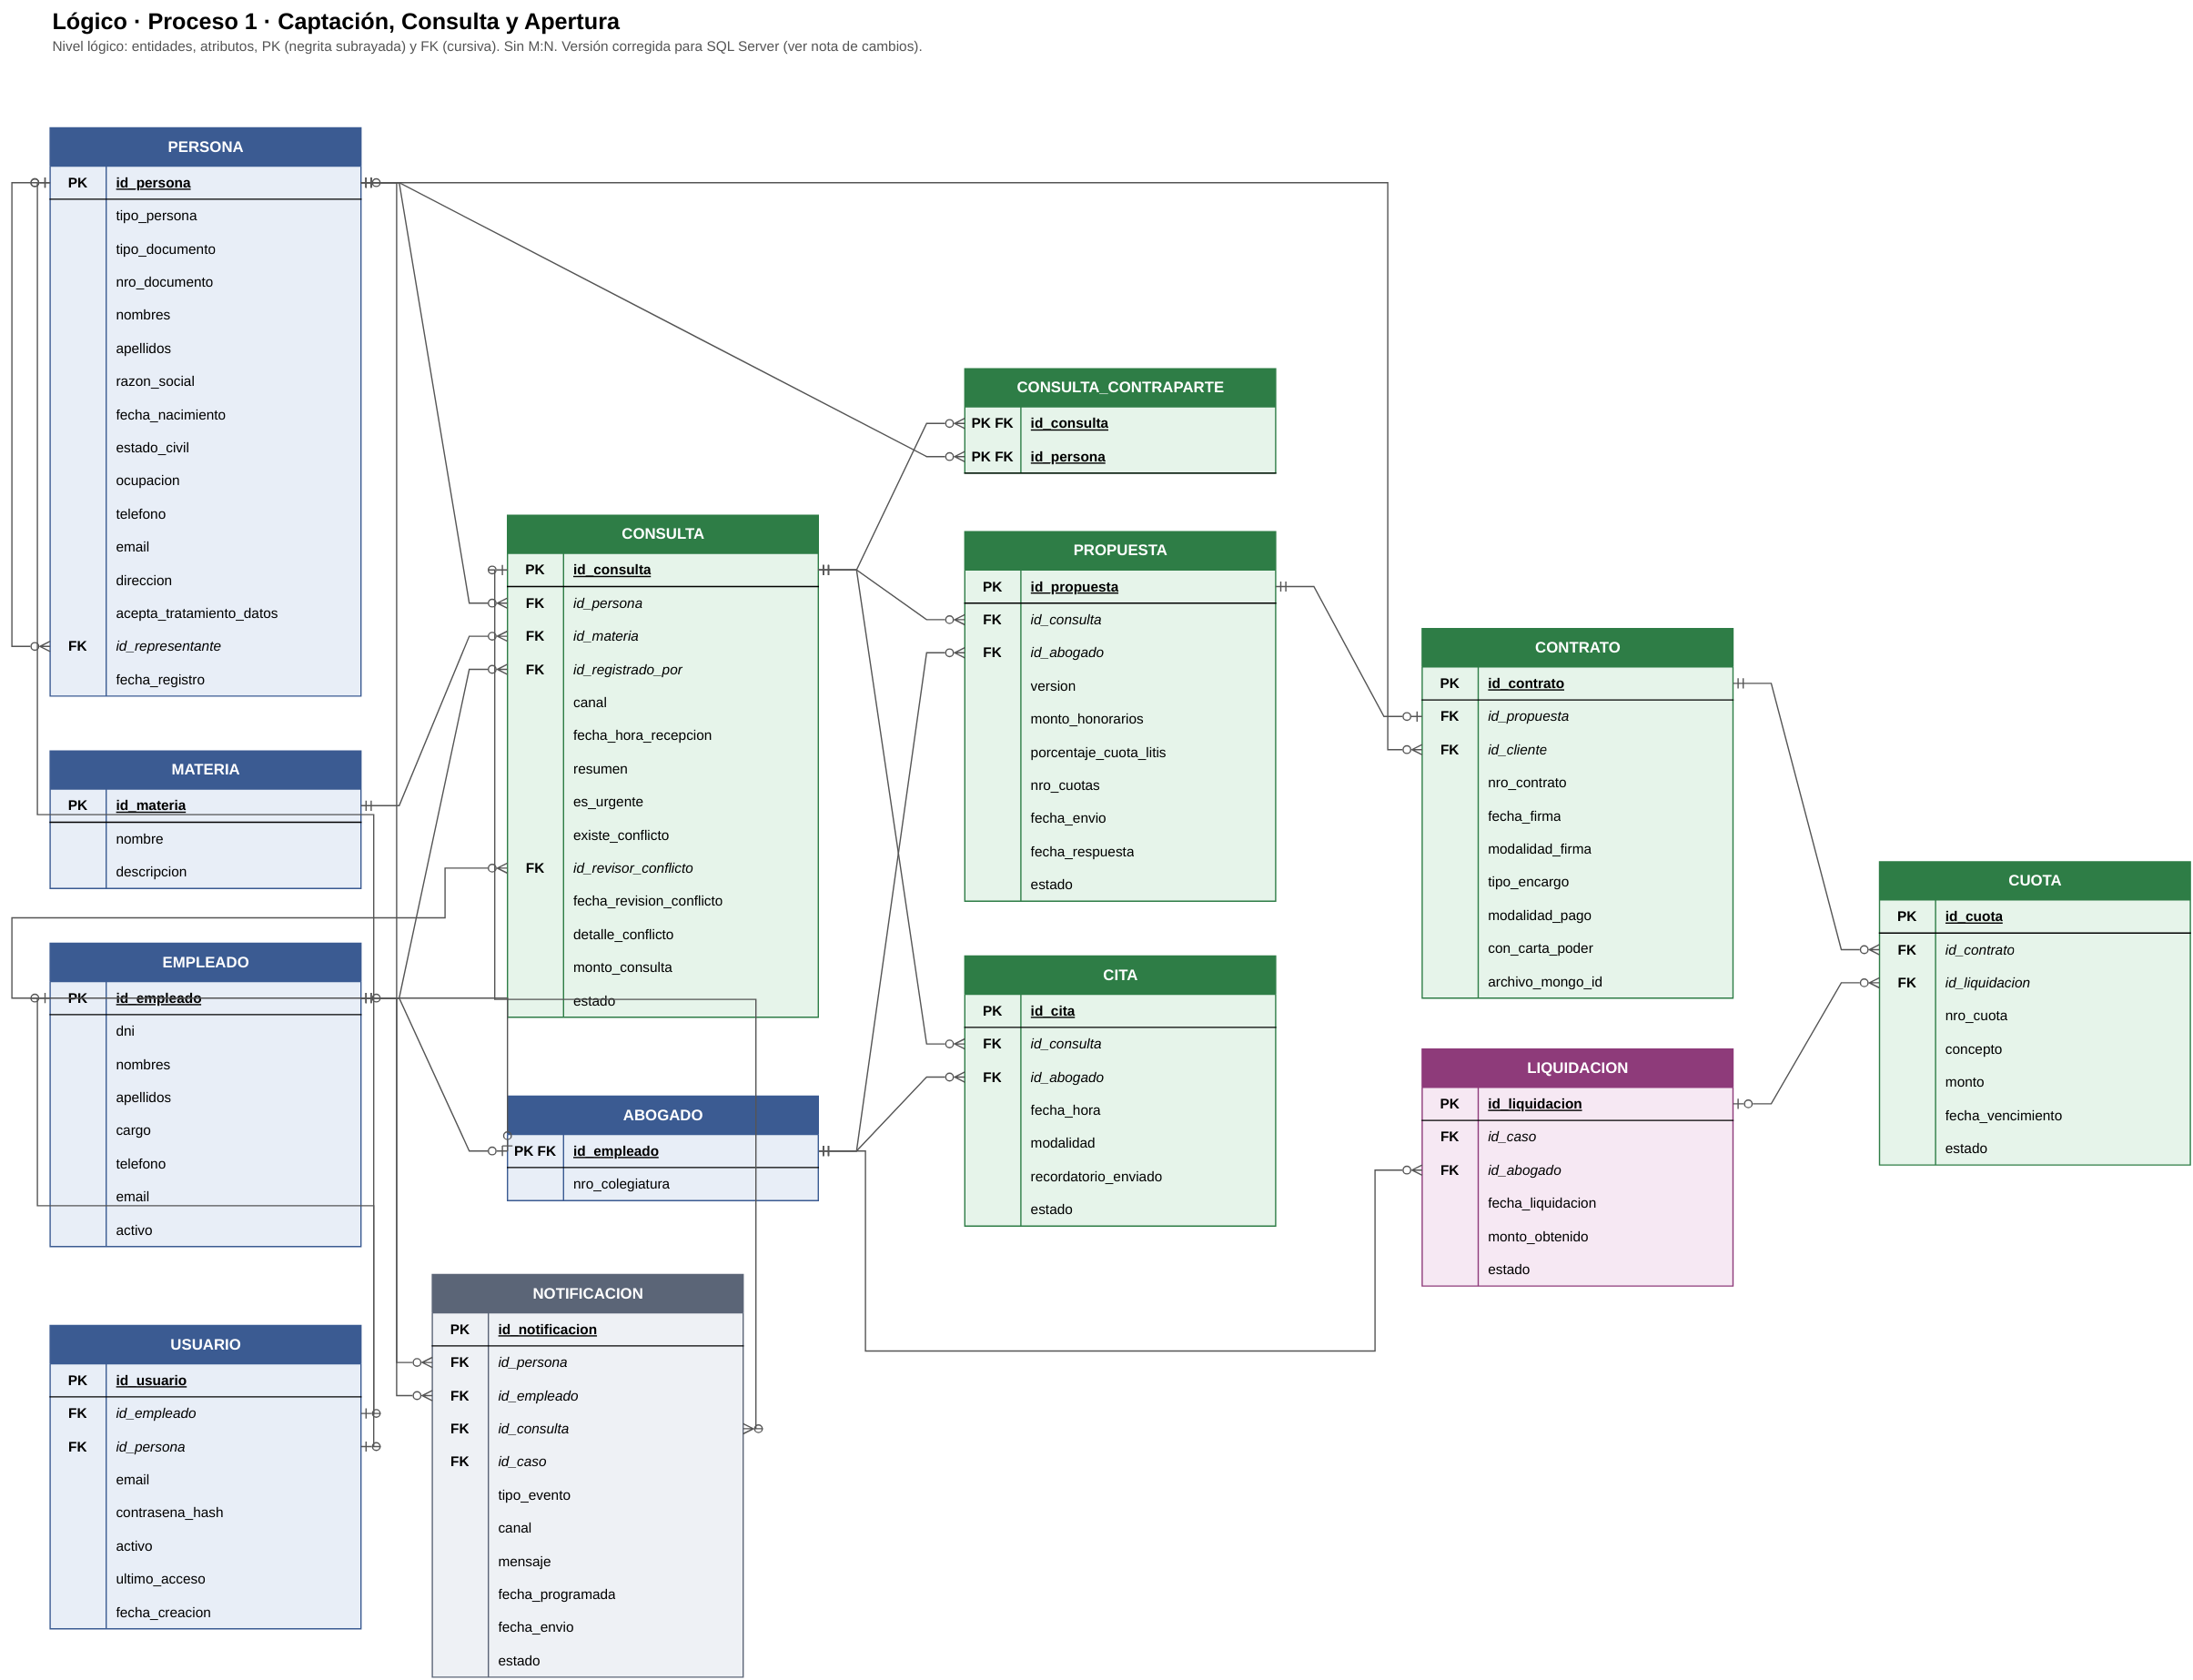 Lógico · Proceso 1 · Captación, Consulta y Apertura
Nivel lógico: entidades, atributos, PK (negrita subrayada) y FK (cursiva). Sin M:N. Versión corregida para SQL Server (ver nota de cambios).
PERSONA
PK id_persona
tipo_persona
tipo_documento
nro_documento
nombres
apellidos
razon_social
fecha_nacimiento
estado_civil
ocupacion
telefono
email
direccion
acepta_tratamiento_datos
FK id_representante
fecha_registro
MATERIA
PK id_materia
nombre
descripcion
EMPLEADO
PK id_empleado
dni
nombres
apellidos
cargo
telefono
email
activo
USUARIO
PK id_usuario
FK id_empleado
FK id_persona
email
contrasena_hash
activo
ultimo_acceso
fecha_creacion
CONSULTA
PK id_consulta
FK id_persona
FK id_materia
FK id_registrado_por
canal
fecha_hora_recepcion
resumen
es_urgente
existe_conflicto
FK id_revisor_conflicto
fecha_revision_conflicto
detalle_conflicto
monto_consulta
estado
ABOGADO
PK FK id_empleado
nro_colegiatura
NOTIFICACION
PK id_notificacion
FK id_persona
FK id_empleado
FK id_consulta
FK id_caso
tipo_evento
canal
mensaje
fecha_programada
fecha_envio
estado
CONSULTA_CONTRAPARTE
PK FK id_consulta
PK FK id_persona
PROPUESTA
PK id_propuesta
FK id_consulta
FK id_abogado
version
monto_honorarios
porcentaje_cuota_litis
nro_cuotas
fecha_envio
fecha_respuesta
estado
CITA
PK id_cita
FK id_consulta
FK id_abogado
fecha_hora
modalidad
recordatorio_enviado
estado
CONTRATO
PK id_contrato
FK id_propuesta
FK id_cliente
nro_contrato
fecha_firma
modalidad_firma
tipo_encargo
modalidad_pago
con_carta_poder
archivo_mongo_id
LIQUIDACION
PK id_liquidacion
FK id_caso
FK id_abogado
fecha_liquidacion
monto_obtenido
estado
CUOTA
PK id_cuota
FK id_contrato
FK id_liquidacion
nro_cuota
concepto
monto
fecha_vencimiento
estado